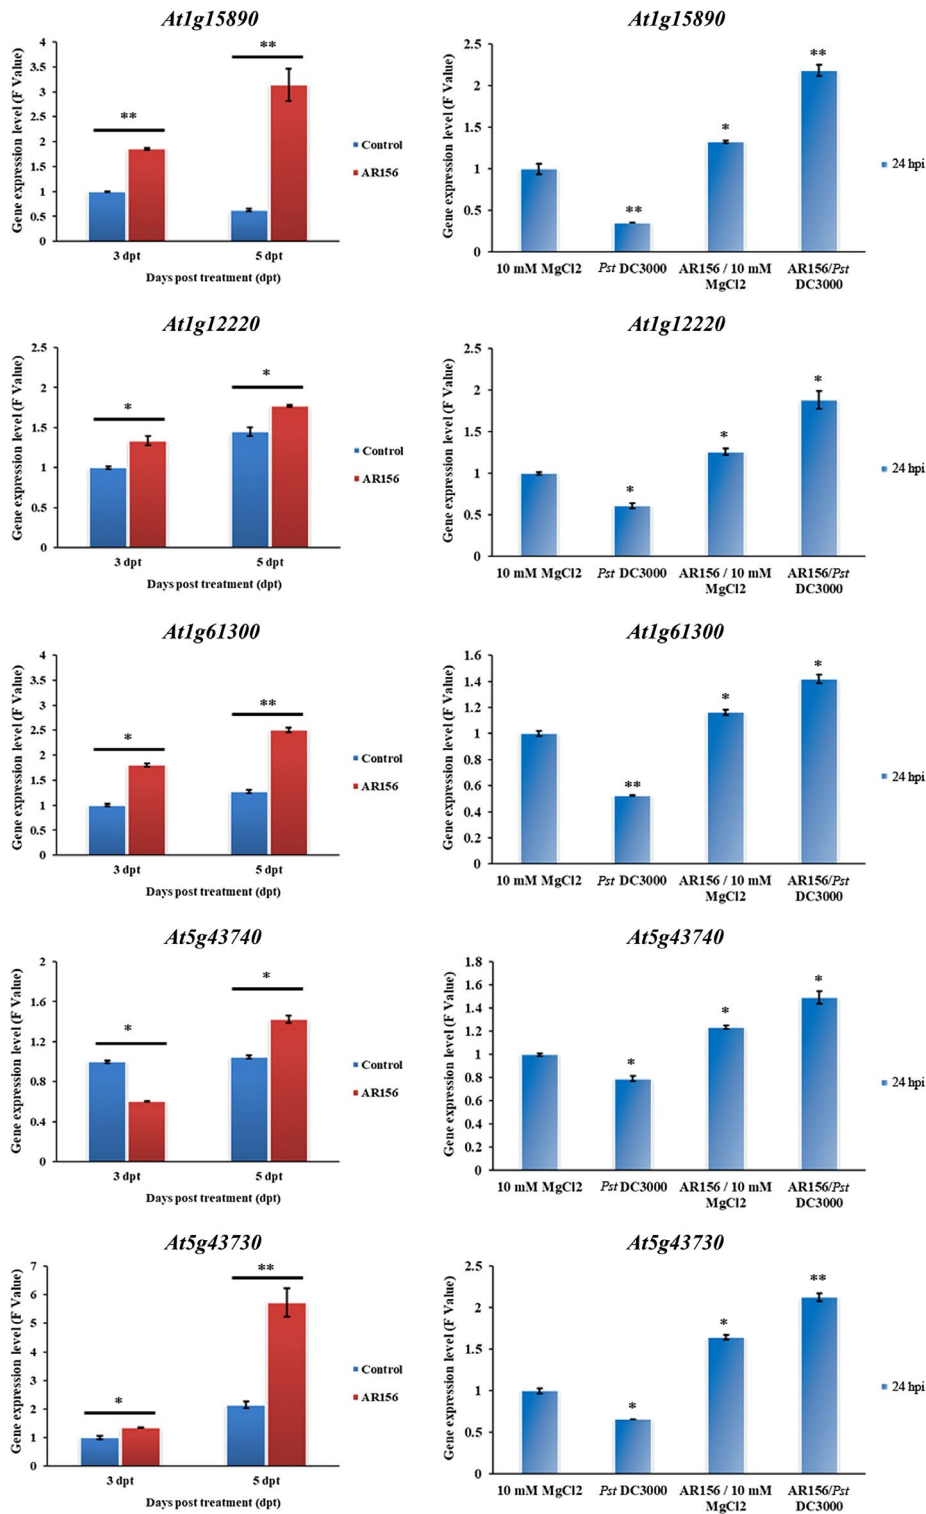 At1g15890
Gene expression level (F Value)
4
3.5
3
2.5
2
1.5
1
0.5
0
**
**
3 dpt
5 dpt
Days post treatment (dpt)
Control
AR156
At1g15890
Gene expression level (F Value)
2.5
2
1.5
1
0.5
0
**
*
**
10 mM MgCl2
Pst DC3000
AR156 / 10 mM
MgCl2
AR156/Pst
DC3000
24 hpi
At1g12220
Gene expression level (F Value)
2.5
2
1.5
1
0.5
0
*
*
3 dpt
5 dpt
Days post treatment (dpt)
Control
AR156
At1g12220
Gene expression level (F Value)
2.5
2
1.5
1
0.5
0
*
*
*
10 mM MgCl2
Pst DC3000
AR156 / 10 mM
MgCl2
AR156/Pst
DC3000
24 hpi
At1g61300
Gene expression level (F Value)
4
3.5
3
2.5
2
1.5
1
0.5
0
*
**
3 dpt
5 dpt
Days post treatment (dpt)
Control
AR156
At1g61300
Gene expression level (F Value)
1.6
1.4
1.2
1
0.8
0.6
0.4
0.2
0
**
*
*
10 mM MgCl2
Pst DC3000
AR156 / 10 mM
MgCl2
AR156/Pst
DC3000
24 hpi
At5g43740
Gene expression level (F Value)
2
1.6
1.2
0.8
0.4
0
*
*
3 dpt
5 dpt
Days post treatment (dpt)
Control
AR156
At5g43740
Gene expression level (F Value)
1.8
1.6
1.4
1.2
1
0.8
0.6
0.4
0.2
0
*
*
*
10 mM MgCl2
Pst DC3000
AR156 / 10 mM
MgCl2
AR156/Pst
DC3000
24 hpi
At5g43730
Gene expression level (F Value)
7
6
5
4
3
2
1
0
*
**
3 dpt
5 dpt
Days post treatment (dpt)
Control
AR156
At5g43730
Gene expression level (F Value)
2.5
2
1.5
1
0.5
0
*
*
**
10 mM MgCl2
Pst DC3000
AR156 / 10 mM
MgCl2
AR156/Pst
DC3000
24 hpi